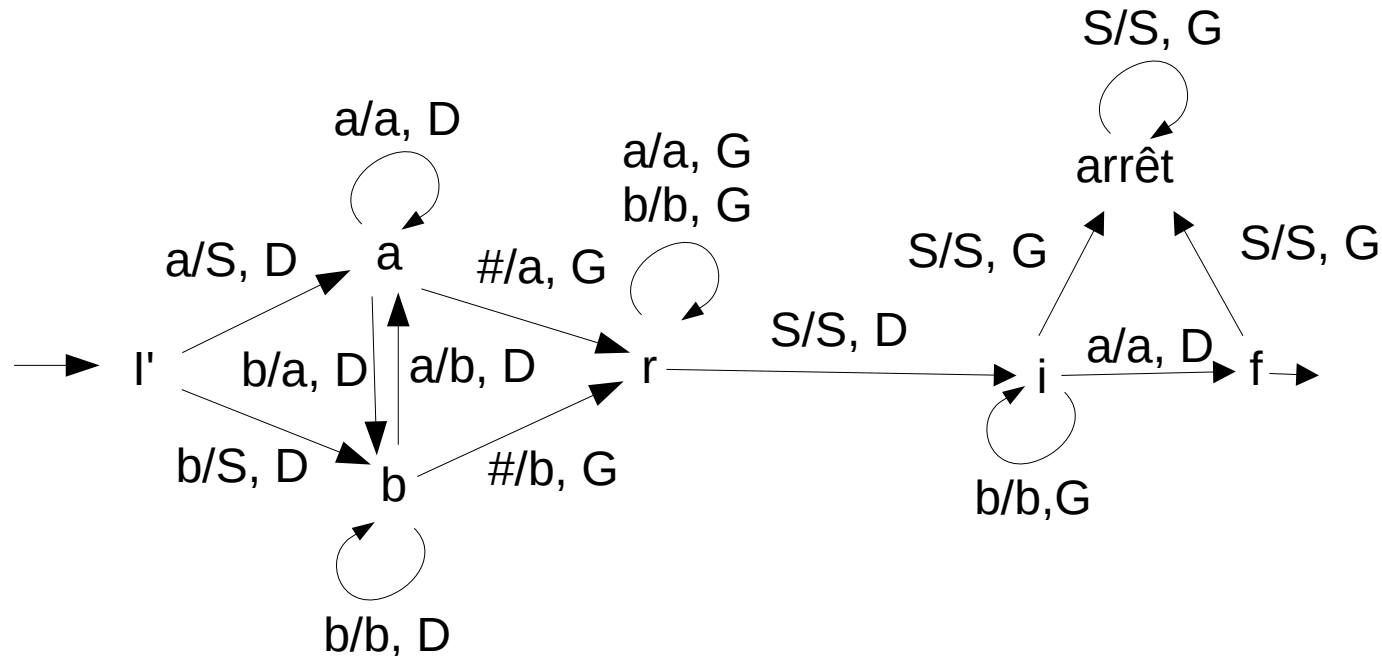 S/S, G
a/a, D
a/a, G
b/b, G
arrêt
a/S, D
a
#/a, G
S/S, G
S/S, G
I'
b/a, D
a/b, D
r
S/S, D
i
a/a, D
f
b/S, D
b
#/b, G
b/b,G
b/b, D